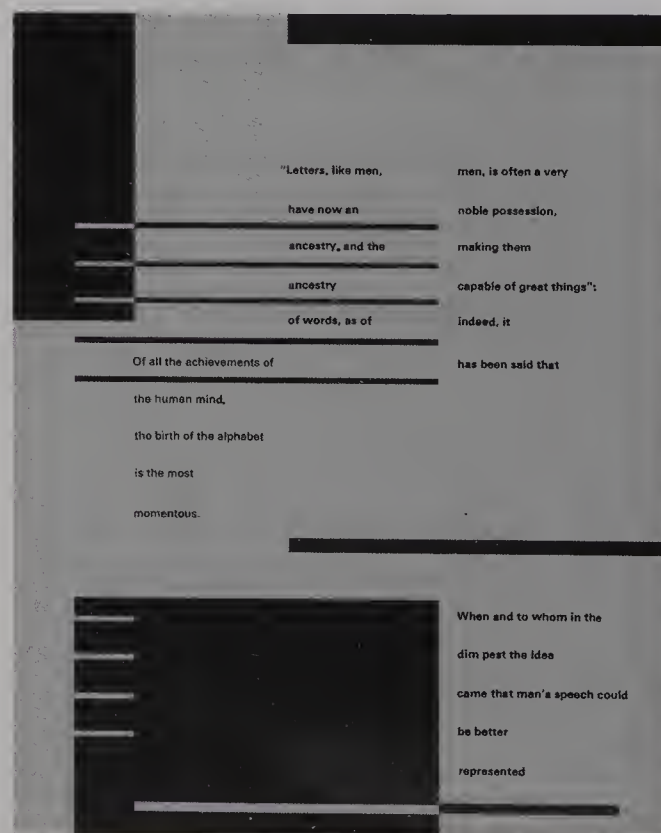 "Letters, like men,
have now an
ancestry, and the
ancestry
of words, as of
men, is often a very
noble possession,
making them
capable of great things":
indeed, it
has been said that
Of all the achievements of
the human mind,
the birth of the alphabet
is the most
momentous.
When and to whom in the
dim past the idea
came that man's speech could
be better
represented